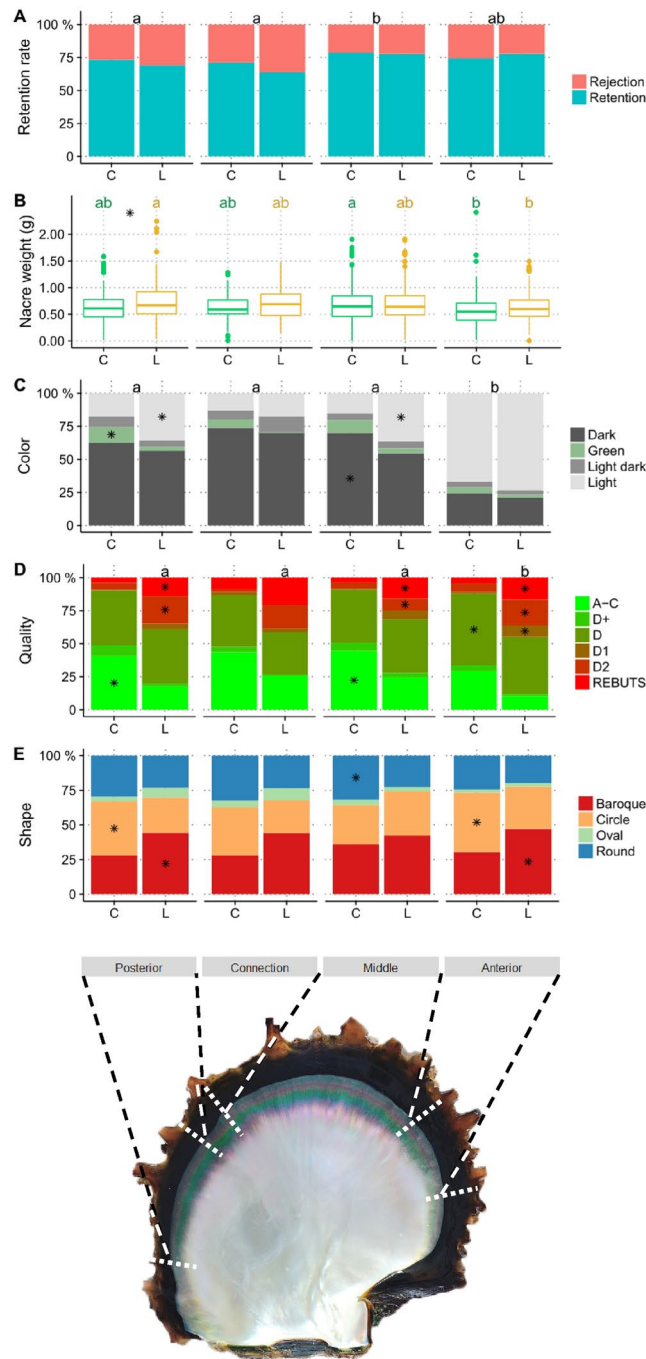 A
a a b ab
Retention rate
100%
75
50
25
0
C L C L C L C L
Rejection
Retention
B
ab * a ab ab a ab b b
Nacre weight (g)
2.00
1.50
1.00
0.50
0.00
C L C L C L C L
C
a a a b
Color
100 %
75
50
25
0
* * * *
C L C L C L C L
Dark
Green
Light dark
Light
D
a a a b
Quality
100 %
75
50
25
0
* * * * * * * * * *
C L C L C L C L
A-C
D+
D
D1
D2
REBUTS
E
Shape
100 %
75
50
25
0
* * * * *
C L C L C L C L
Baroque
Circle
Oval
Round
Posterior Connection Middle Anterior